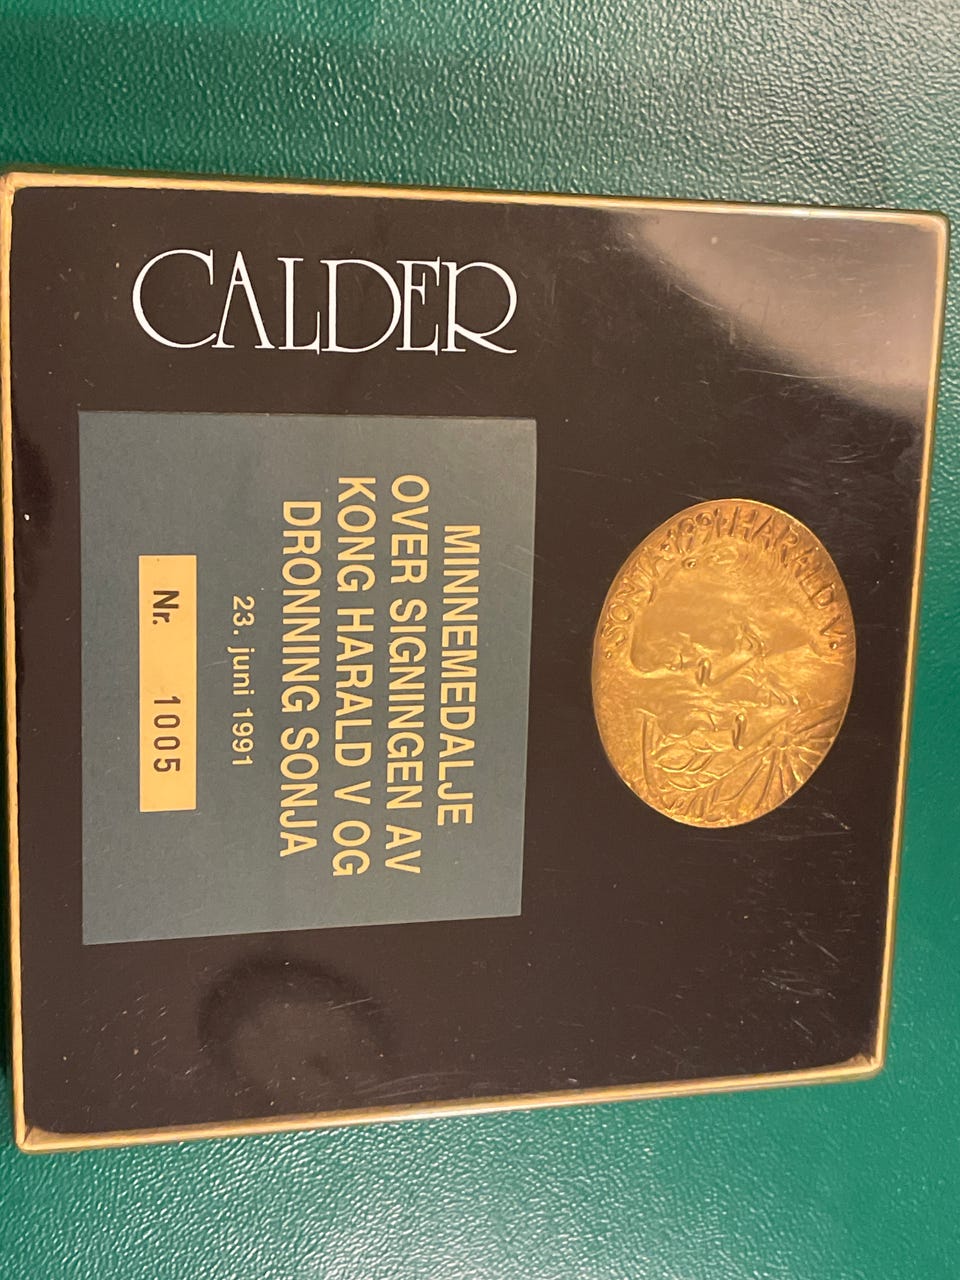 ·SONJA·1991·HARALD V·
MINNEMEDALJE
OVER SIGNINGEN AV
KONG HARALD V OG
DRONNING SONJA
23. juni 1991
Nr. 1005
CALDER